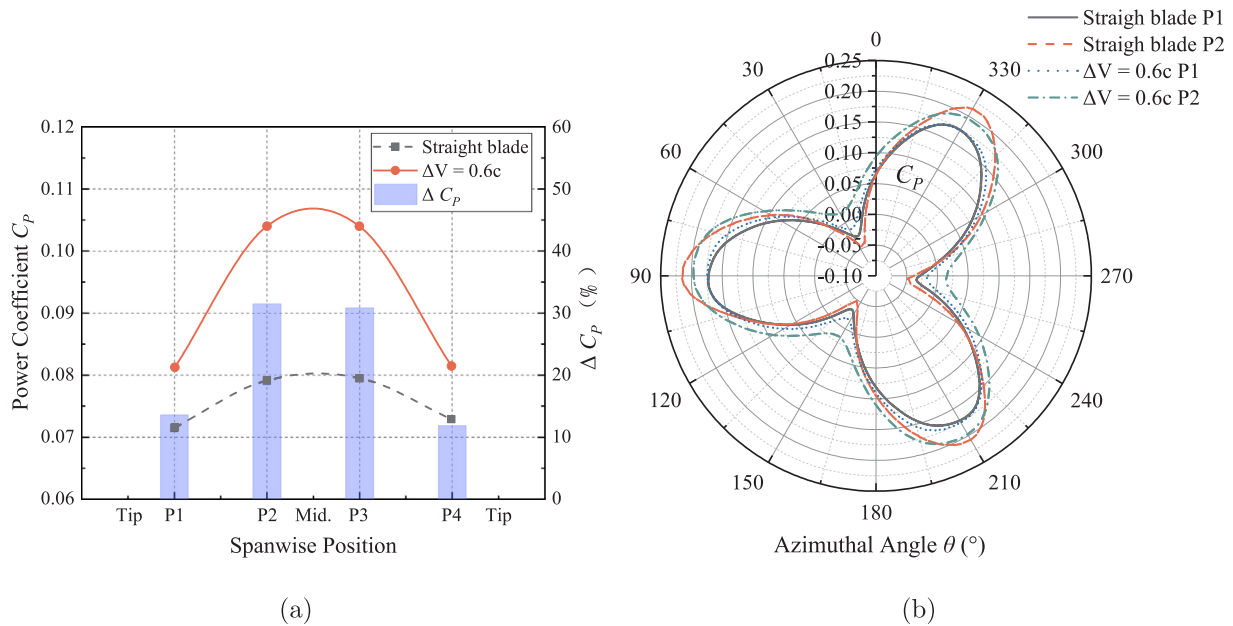 0.12
0.11
0.10
0.09
0.08
0.07
0.06
Power Coefficient C_P
60
50
40
30
20
10
0
Δ C_P (%)
Straight blade
ΔV = 0.6c
Δ C_P
Tip P1 P2 Mid. P3 P4 Tip
Spanwise Position
(a)
Straigh blade P1
Straigh blade P2
ΔV = 0.6c P1
ΔV = 0.6c P2
0
30
60
90
120
150
180
210
240
270
300
330
0.25
0.20
0.15
0.10
0.05
0.00
-0.05
-0.10
C_P
Azimuthal Angle θ (°)
(b)